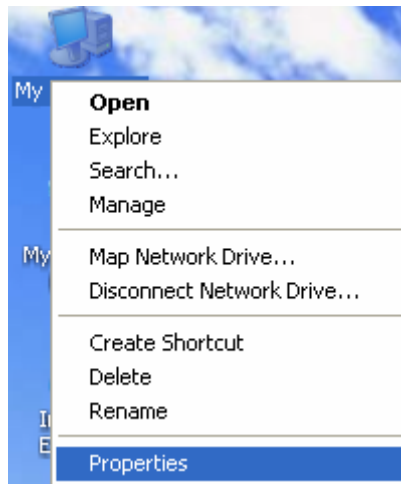 My
Open
Explore
Search...
Manage
My
Map Network Drive...
Disconnect Network Drive...
Create Shortcut
Delete
Rename
Properties